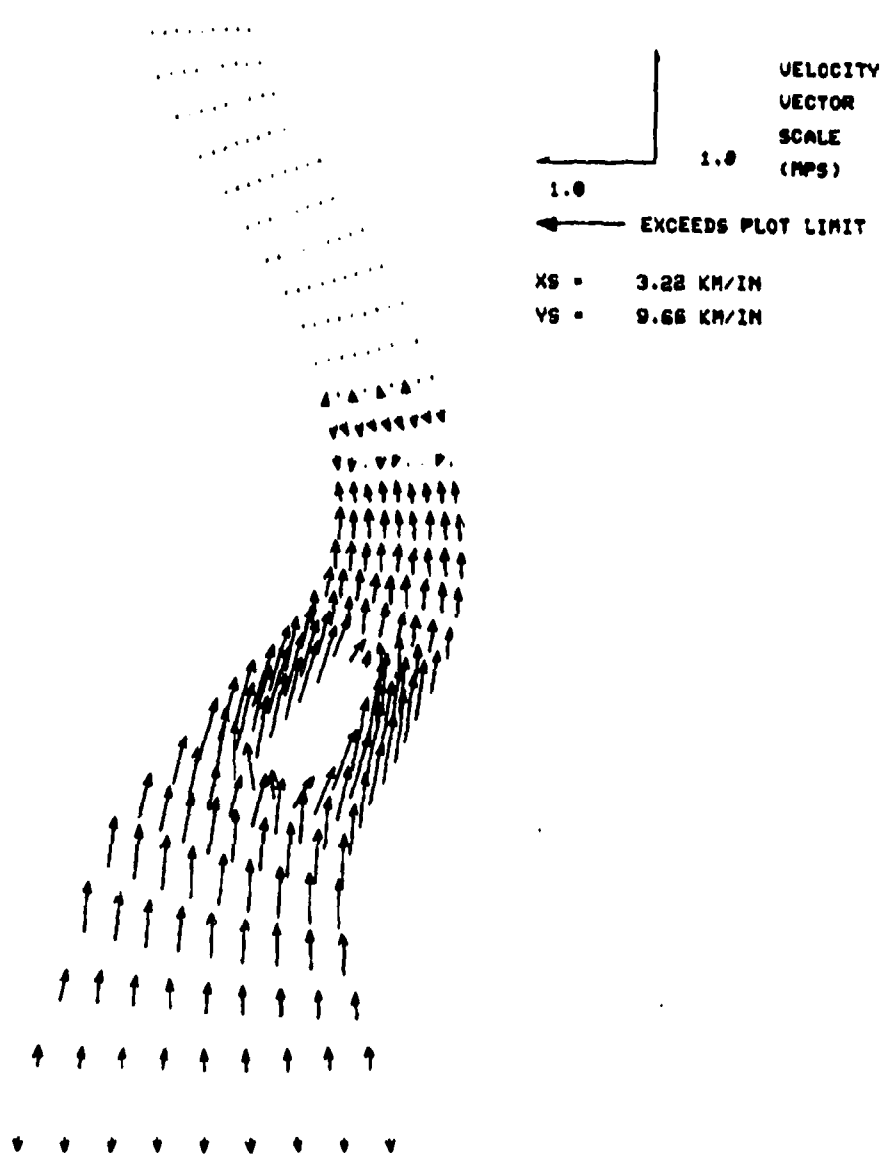 VELOCITY
VECTOR
SCALE
(MPS)
1.0
1.0
EXCEEDS PLOT LIMIT
XS = 3.22 KM/IN
YS = 9.66 KM/IN